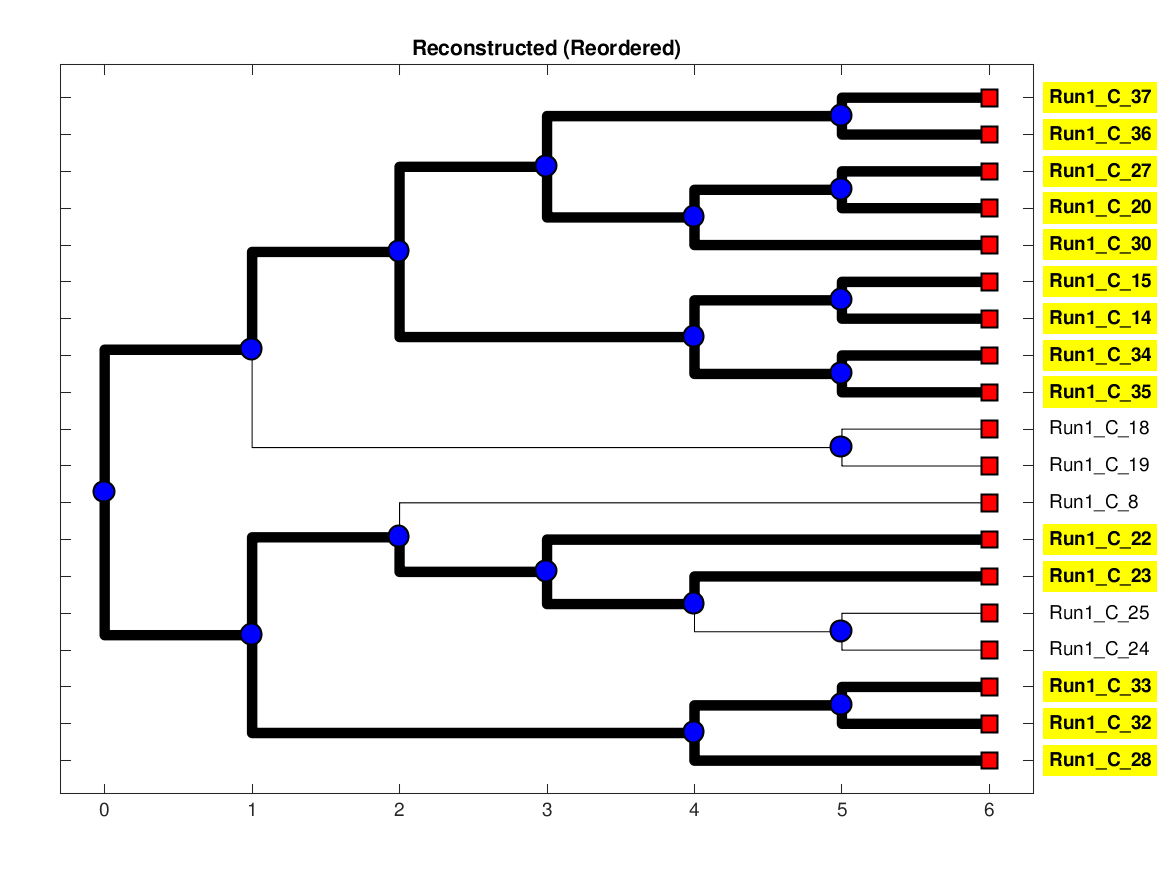 Reconstructed (Reordered)
Run1_C_37
Run1_C_36
Run1_C_27
Run1_C_20
Run1_C_30
Run1_C_15
Run1_C_14
Run1_C_34
Run1_C_35
Run1_C_18
Run1_C_19
Run1_C_8
Run1_C_22
Run1_C_23
Run1_C_25
Run1_C_24
Run1_C_33
Run1_C_32
Run1_C_28
0 1 2 3 4 5 6